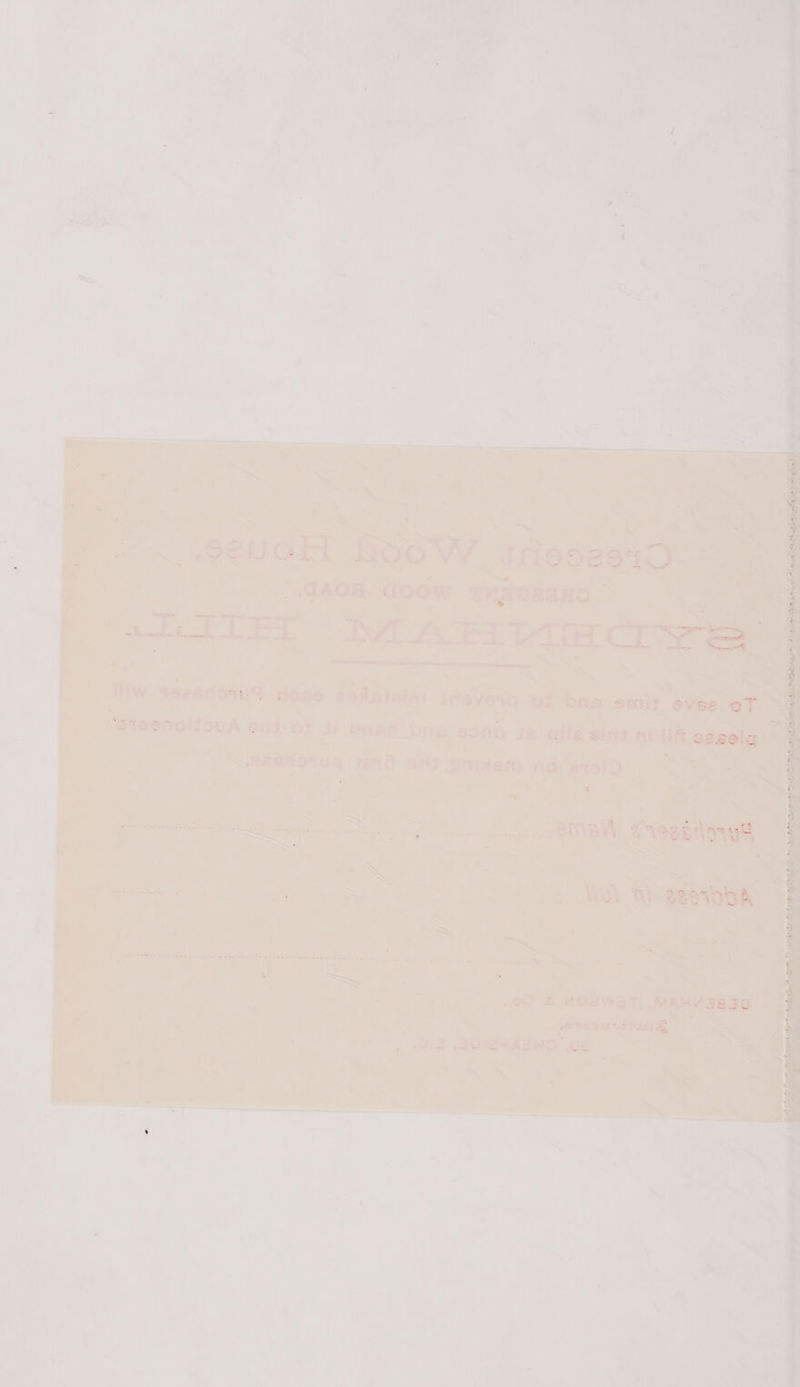 Crescent Wood House,
CRESCENT WOOD ROAD,
SYDENHAM HILL.
To save time and to prevent mistakes each Purchaser will
please fill in this slip at once and hand it to the Auctioneers'
Clerk on making the first purchase.
Purchaser's Name
Address in full
DEBENHAM, TEWSON & Co.
Auctioneers,
80, CHEAPSIDE, E.C.